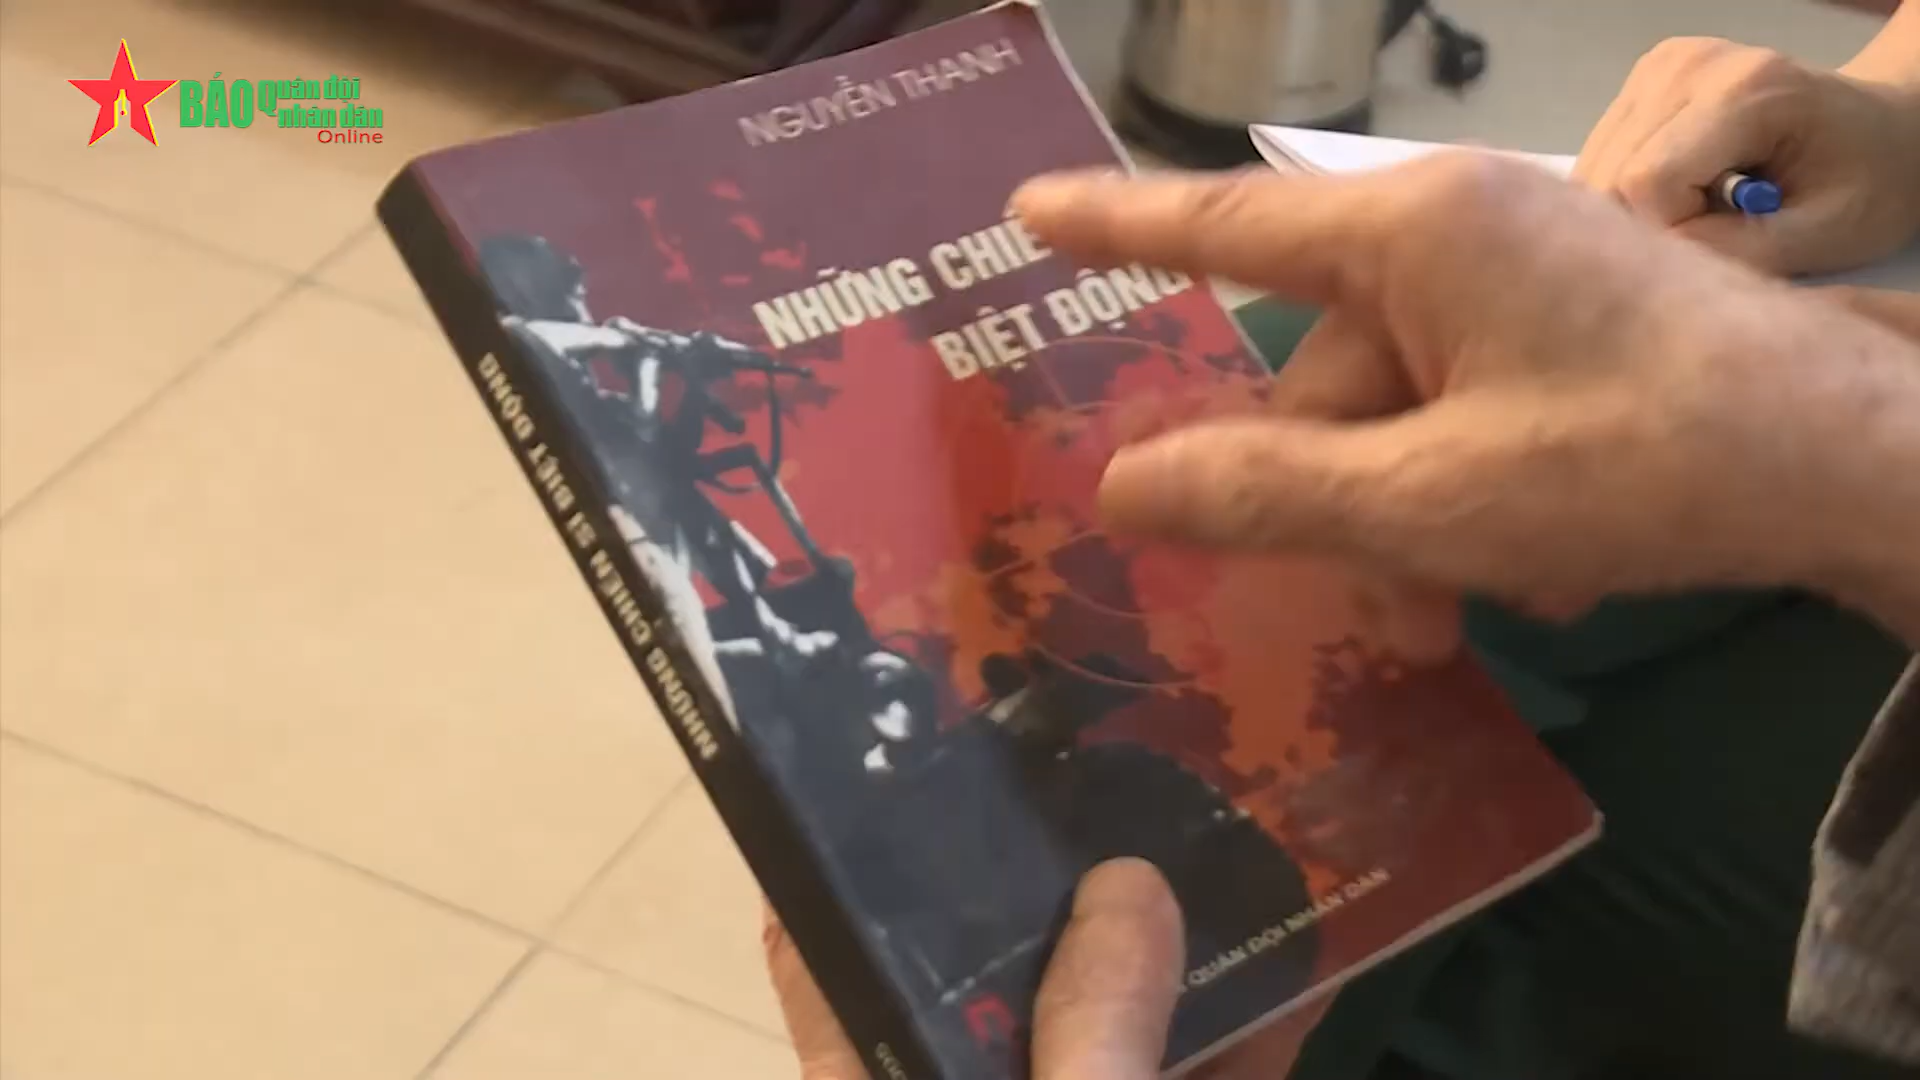 BÁO Quân đội
nhân dân
Online
NGUYỄN THANH
NHỮNG CHIẾ
BIỆT ĐỘNG
NHỮNG CHIẾN SĨ BIỆT ĐỘNG
QUÂN ĐỘI NHÂN DÂN